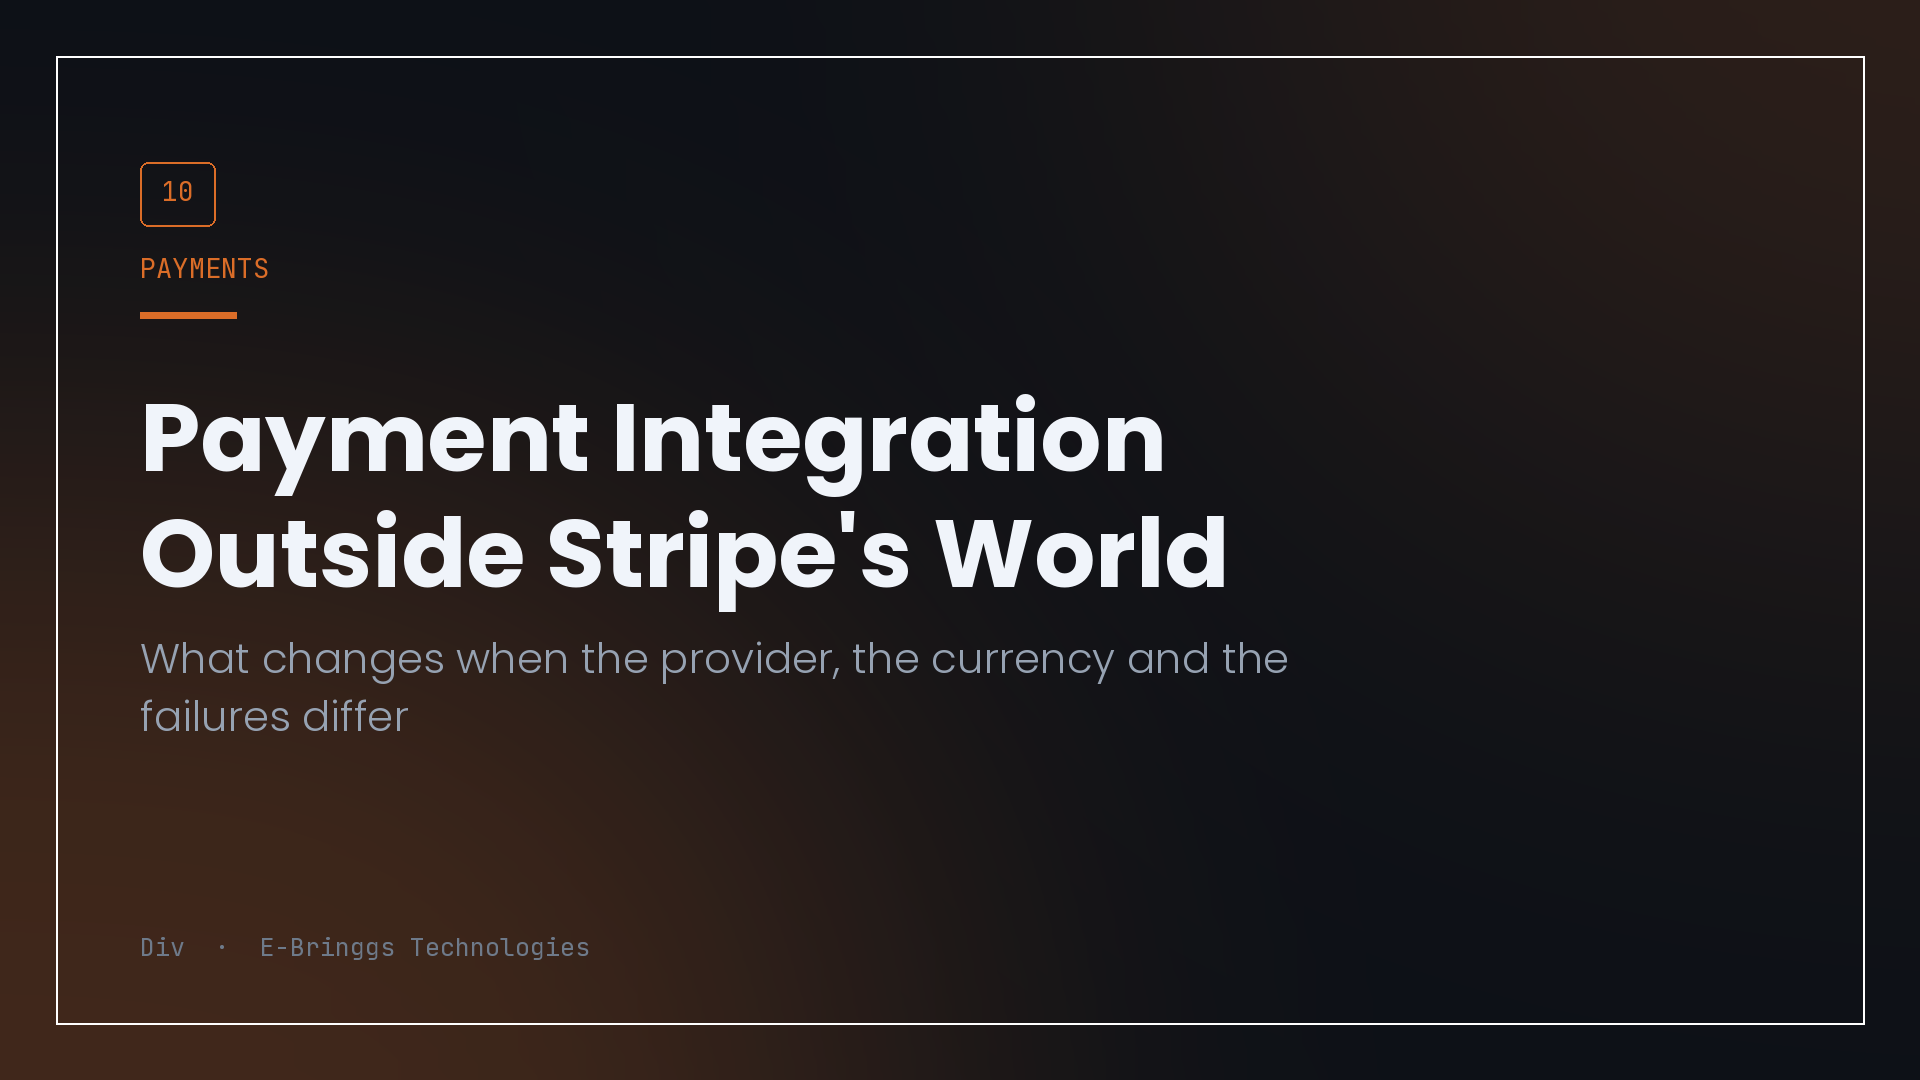 10
PAYMENTS
Payment Integration
Outside Stripe's World
What changes when the provider, the currency and the
failures differ
Div · E-Bringgs Technologies